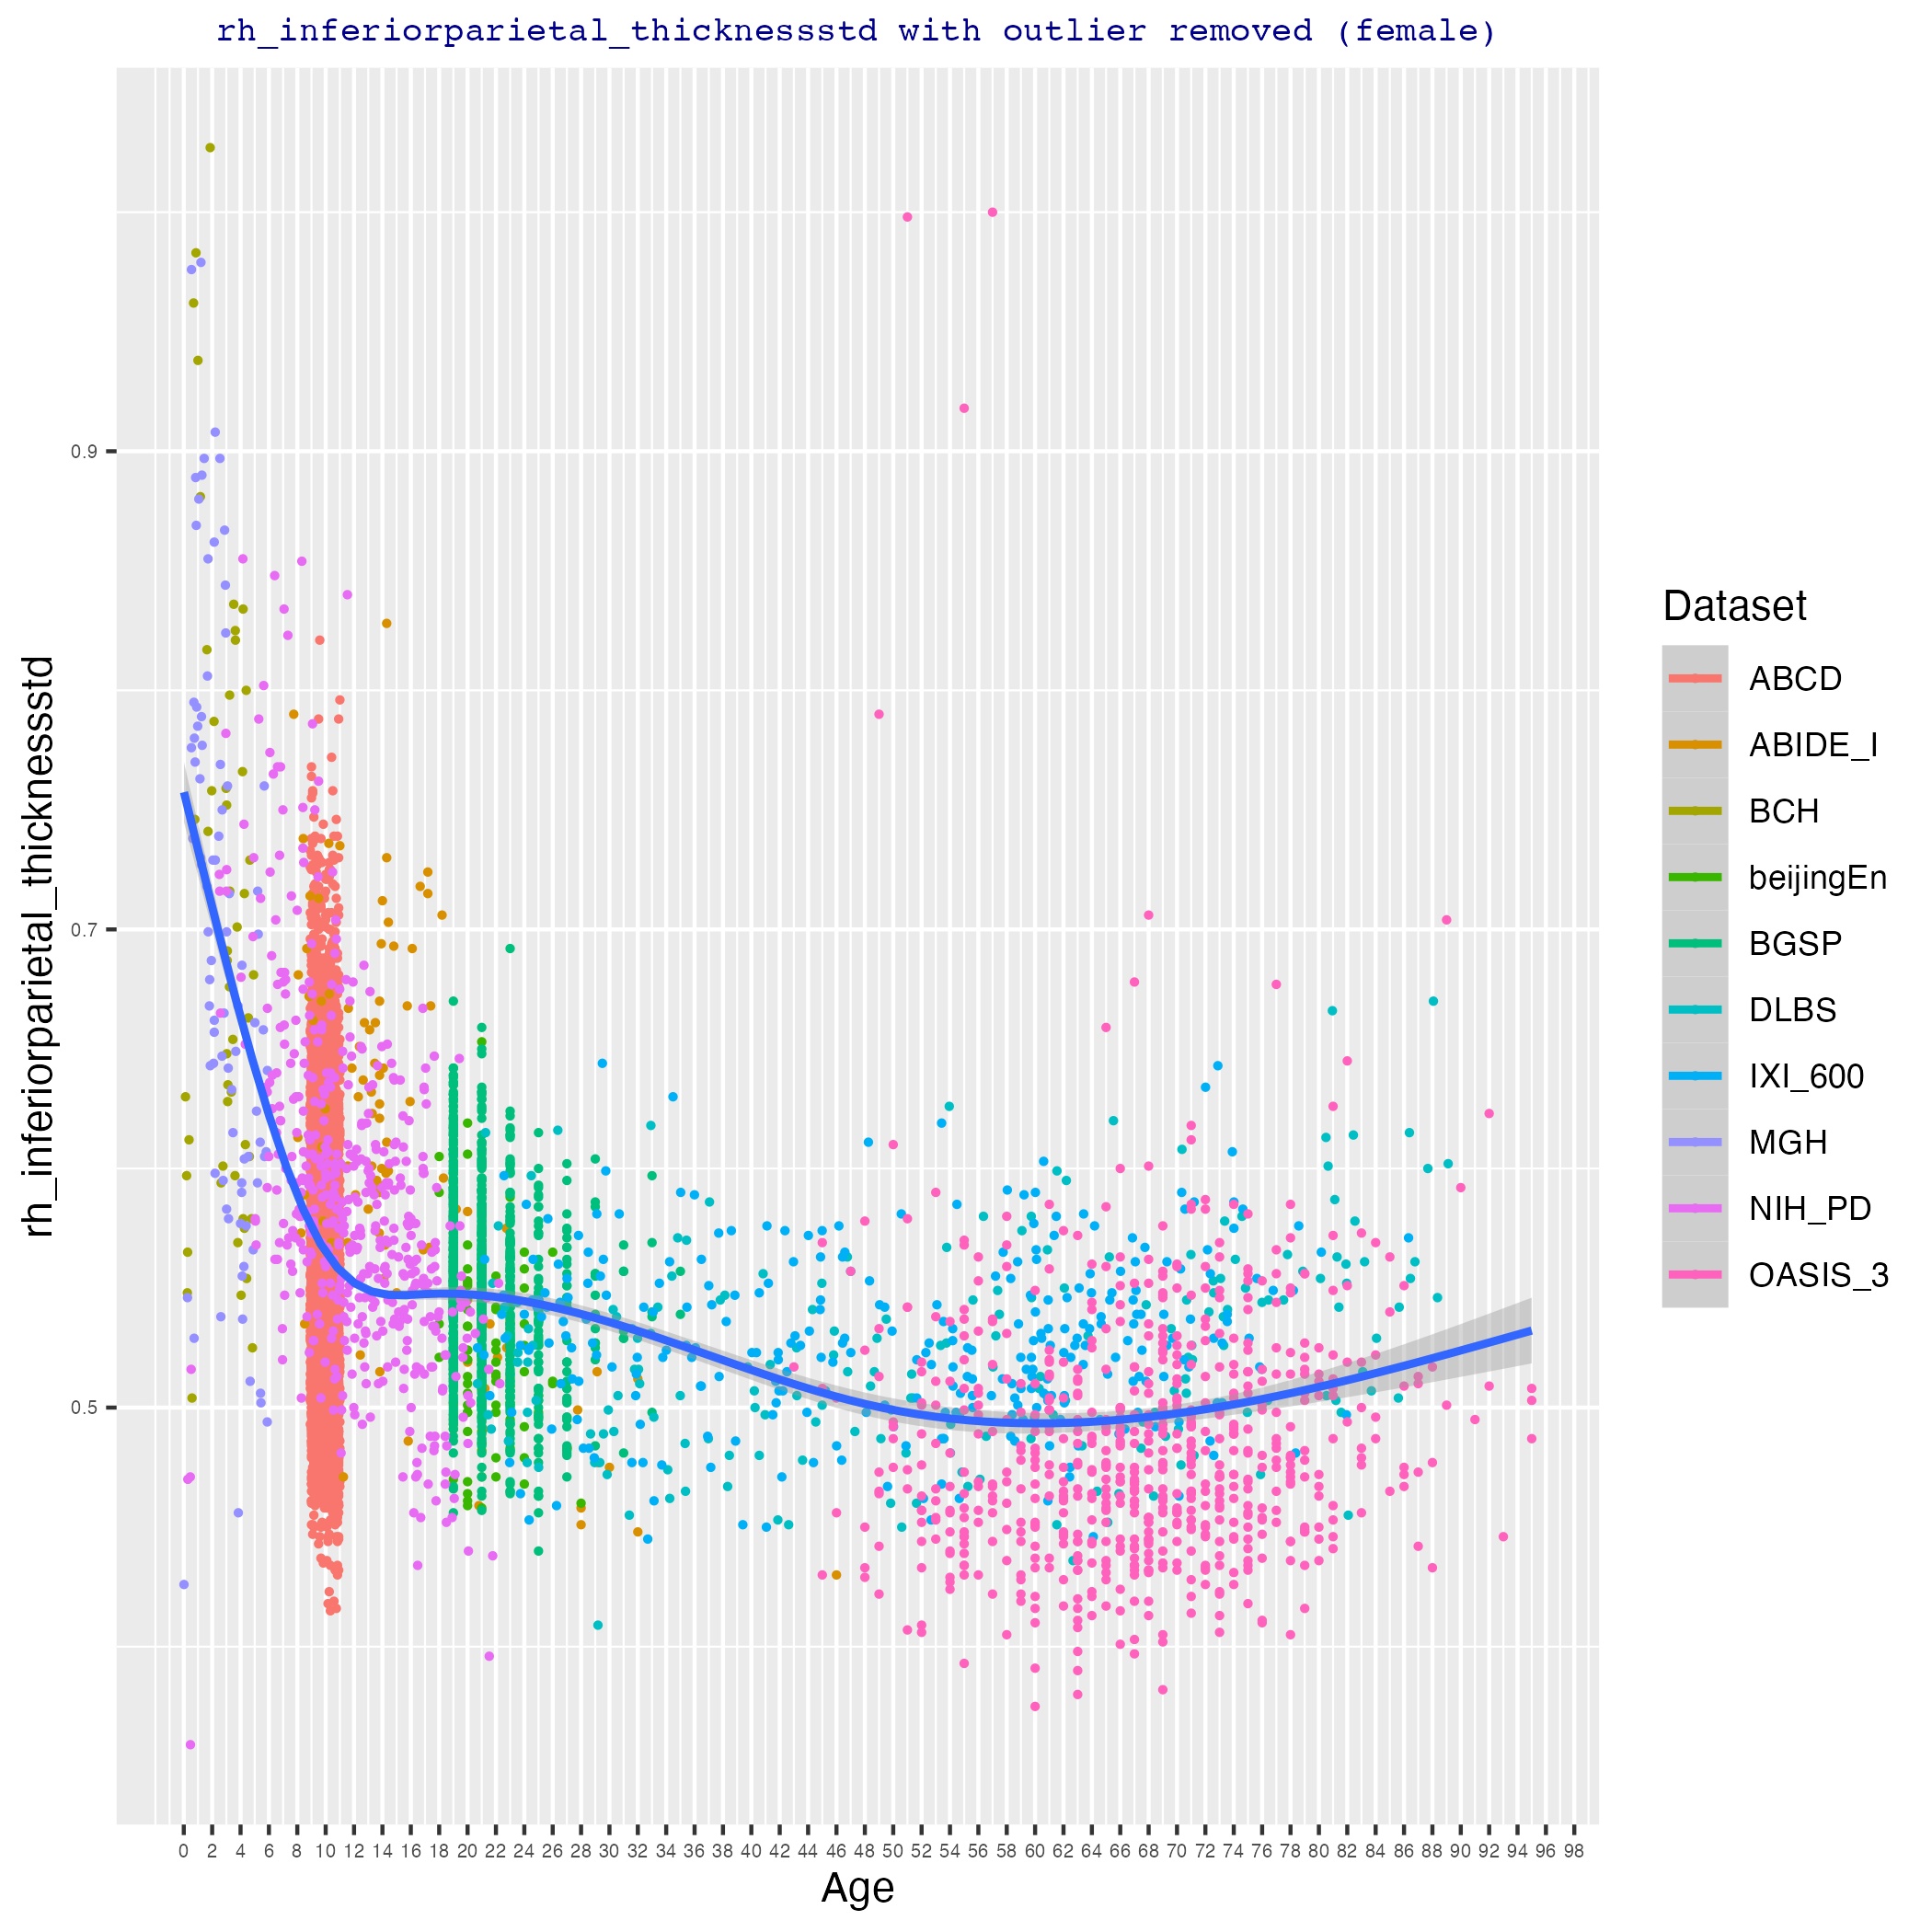 rh_inferiorparietal_thicknessstd with outlier removed (female)
rh_inferiorparietal_thicknessstd
0.9
0.7
0.5
0 2 4 6 8 10 12 14 16 18 20 22 24 26 28 30 32 34 36 38 40 42 44 46 48 50 52 54 56 58 60 62 64 66 68 70 72 74 76 78 80 82 84 86 88 90 92 94 96 98
Age
Dataset
ABCD
ABIDE_I
BCH
beijingEn
BGSP
DLBS
IXI_600
MGH
NIH_PD
OASIS_3